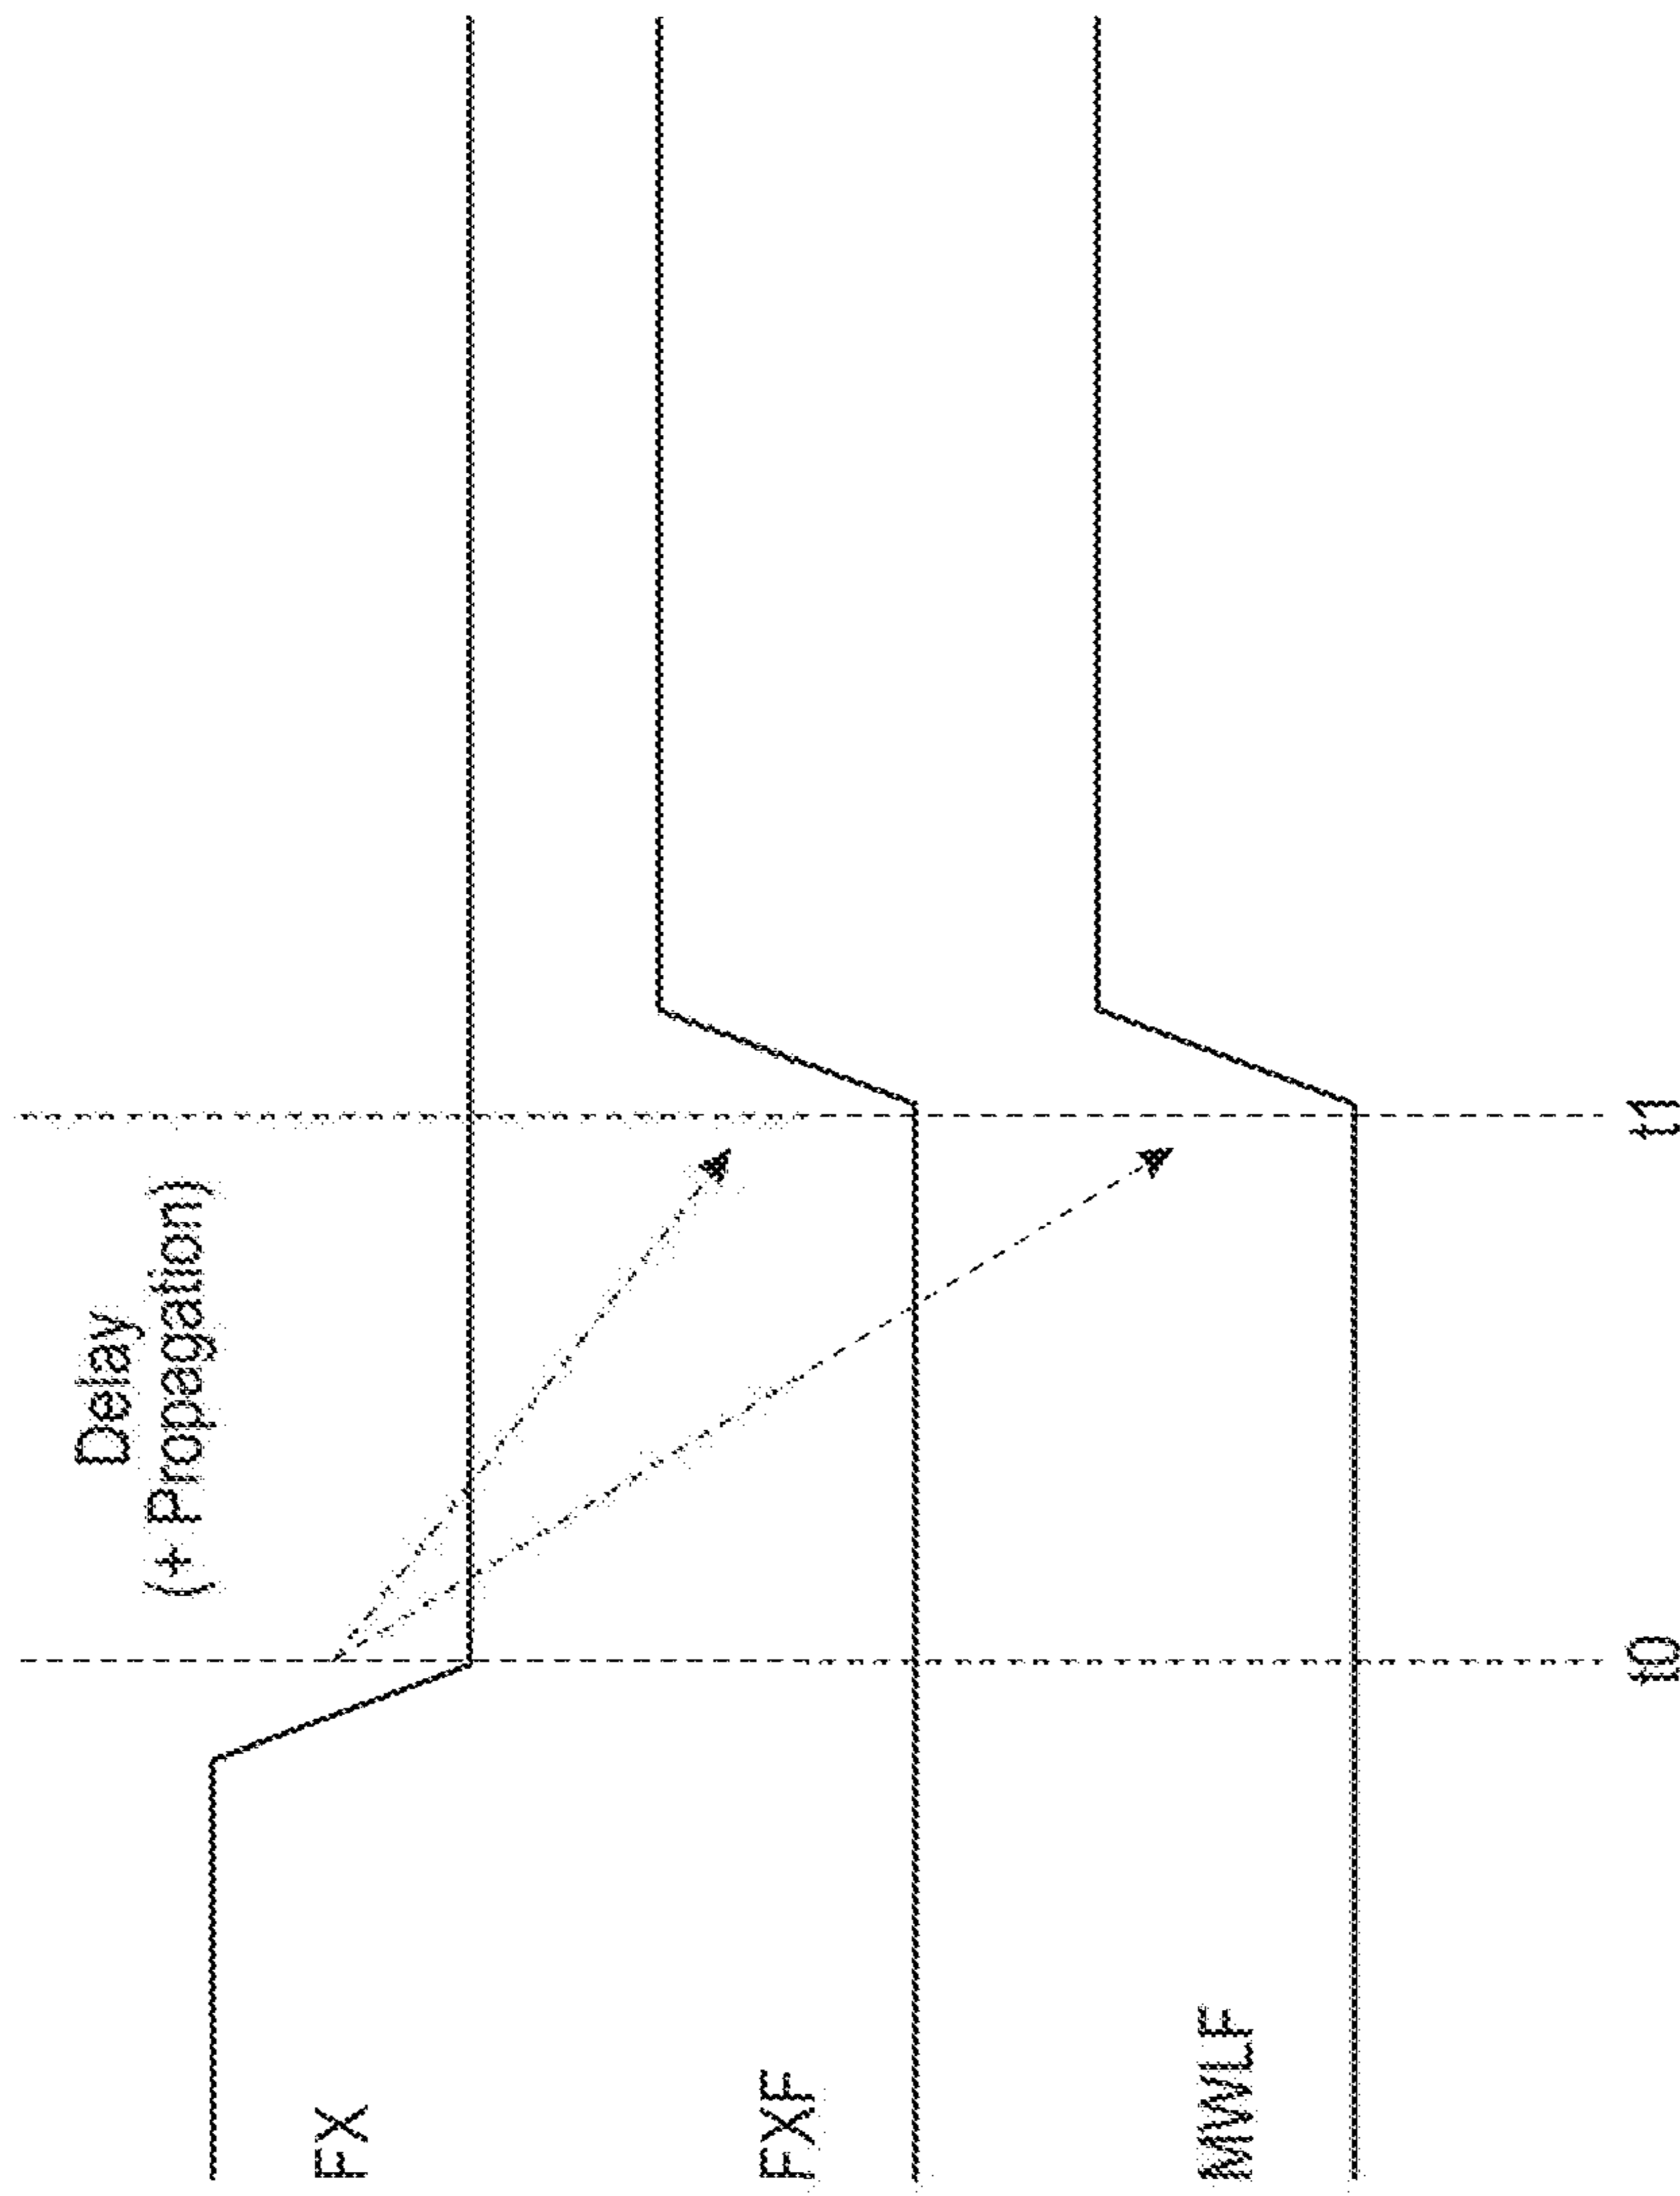 Delay
(+ Propagation)
FX
FXF
MWLF
t0
t1